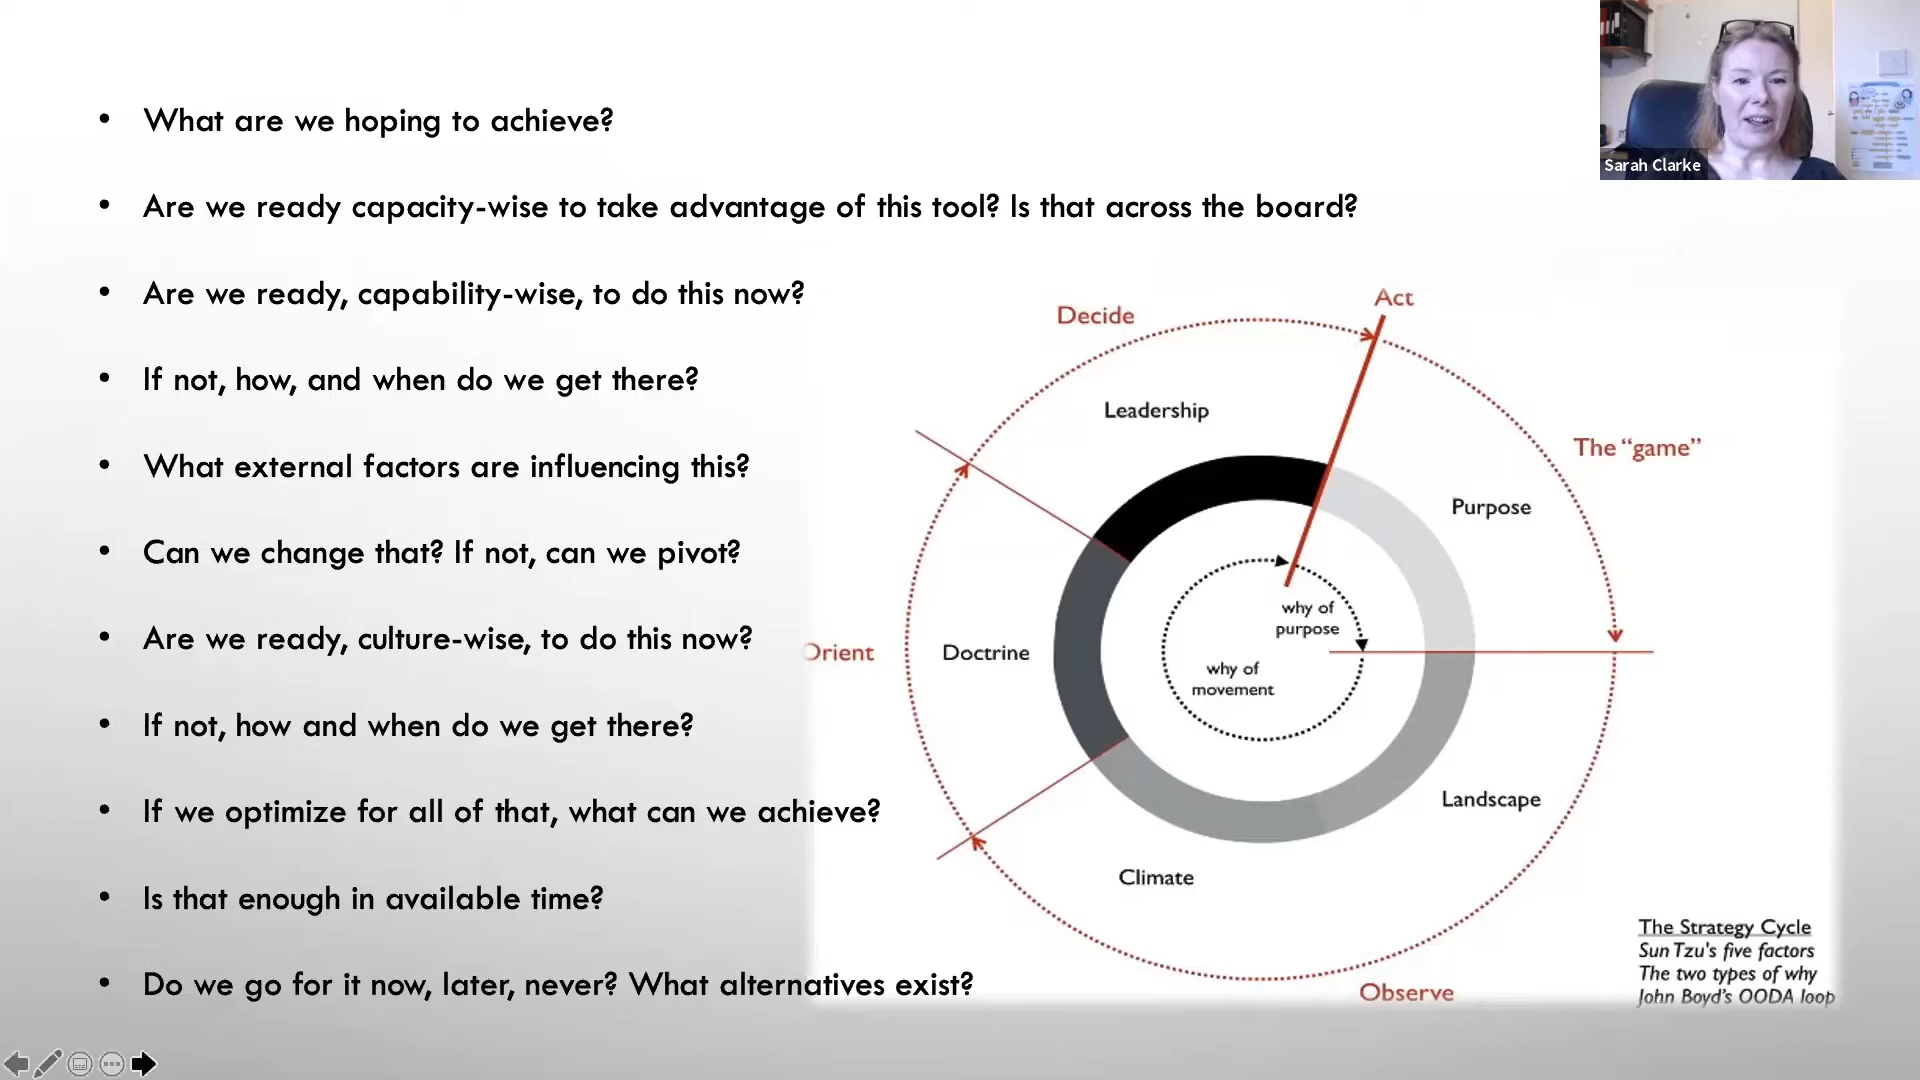 What are we hoping to achieve?
Are we ready capacity-wise to take advantage of this tool? Is that across the board?
Are we ready, capability-wise, to do this now?
If not, how, and when do we get there?
What external factors are influencing this?
Can we change that? If not, can we pivot?
Are we ready, culture-wise, to do this now?
If not, how and when do we get there?
If we optimize for all of that, what can we achieve?
Is that enough in available time?
Do we go for it now, later, never? What alternatives exist?
Sarah Clarke
Decide
Act
Leadership
The “game”
Purpose
why of
purpose
Orient
Doctrine
why of
movement
Landscape
Climate
Observe
The Strategy Cycle
Sun Tzu's five factors
The two types of why
John Boyd's OODA loop